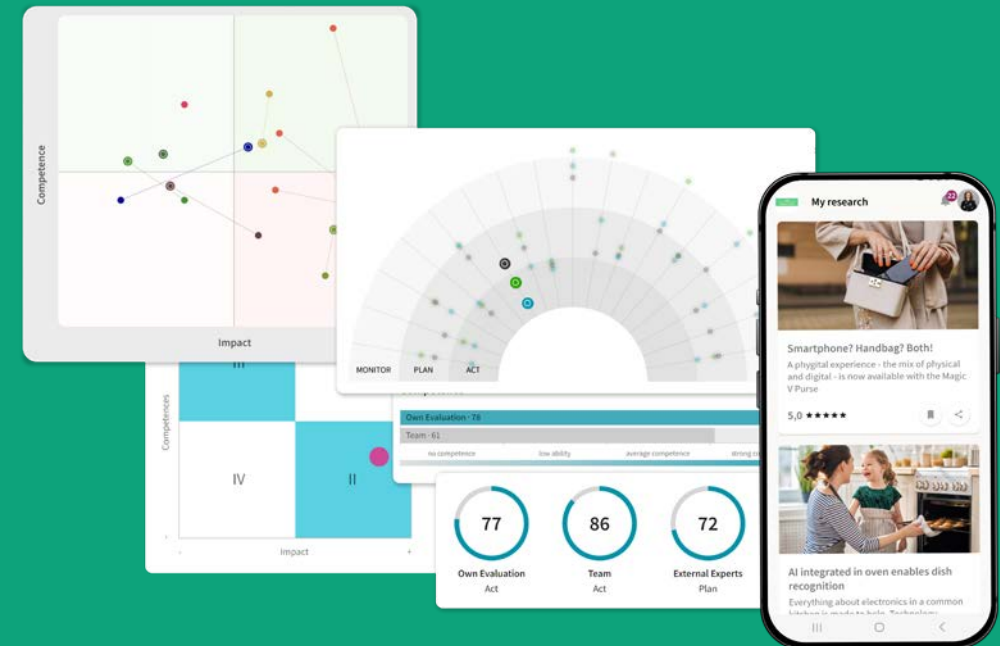 Competence
Impact
MONITOR
PLAN
ACT
III
Competences
IV
II
-
Impact
+
Own Evaluation · 78
Team · 61
no competence
low ability
average competence
77
86
72
Own Evaluation
Team
External Experts
Act
Act
Plan
My research
22
Smartphone? Handbag? Both!
A phygital experience - the mix of physical
and digital - is now available with the Magic
V Purse
5,0 ★★★★★
AI integrated in oven enables dish
recognition
Everything about electronics in a common